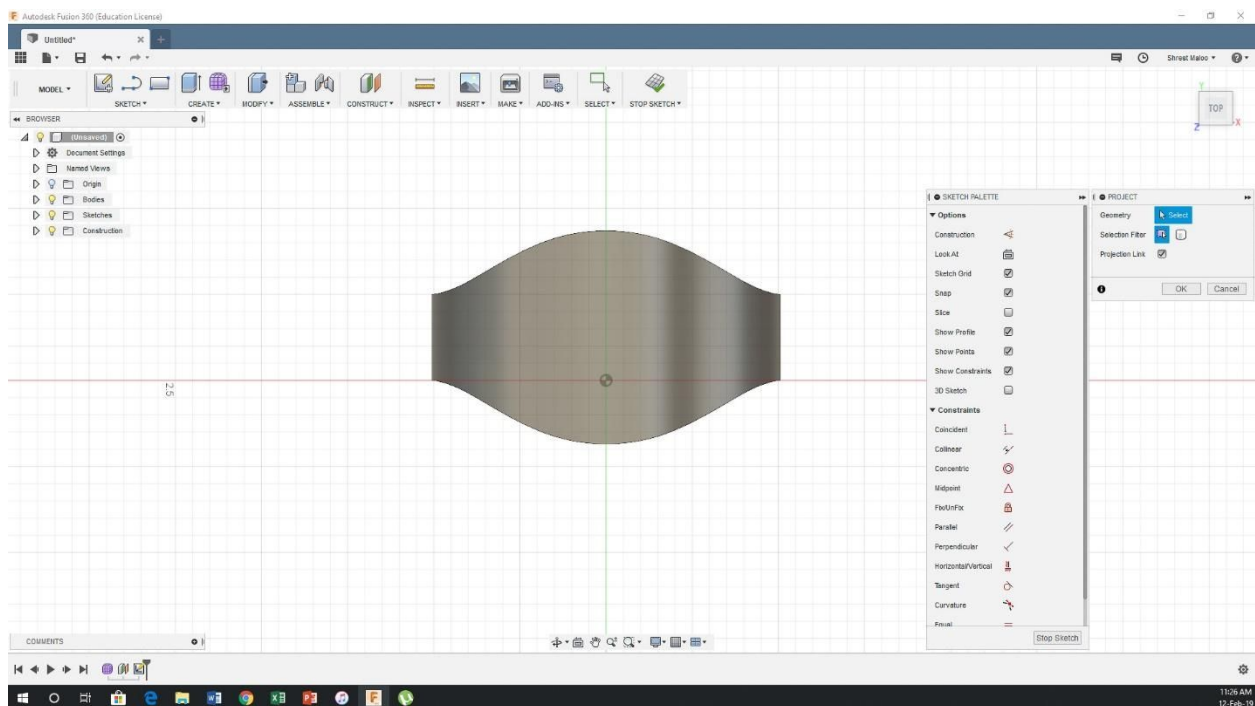 Autodesk Fusion 360 (Education License)
Untitled*
Shrest Maloo
MODEL
SKETCH
CREATE
MODIFY
ASSEMBLE
CONSTRUCT
INSPECT
INSERT
MAKE
ADD-INS
SELECT
STOP SKETCH
BROWSER
(Unsaved)
Document Settings
Named Views
Origin
Bodies
Sketches
Construction
Y
TOP
X
Z
2.5
SKETCH PALETTE
Options
Construction
Look At
Sketch Grid
Snap
Slice
Show Profile
Show Points
Show Constraints
3D Sketch
Constraints
Coincident
Collinear
Concentric
Midpoint
Fix/UnFix
Parallel
Perpendicular
Horizontal/Vertical
Tangent
Curvature
Equal
Stop Sketch
PROJECT
Geometry Select
Selection Filter
Projection Link
OK Cancel
COMMENTS
11:26 AM
12-Feb-19